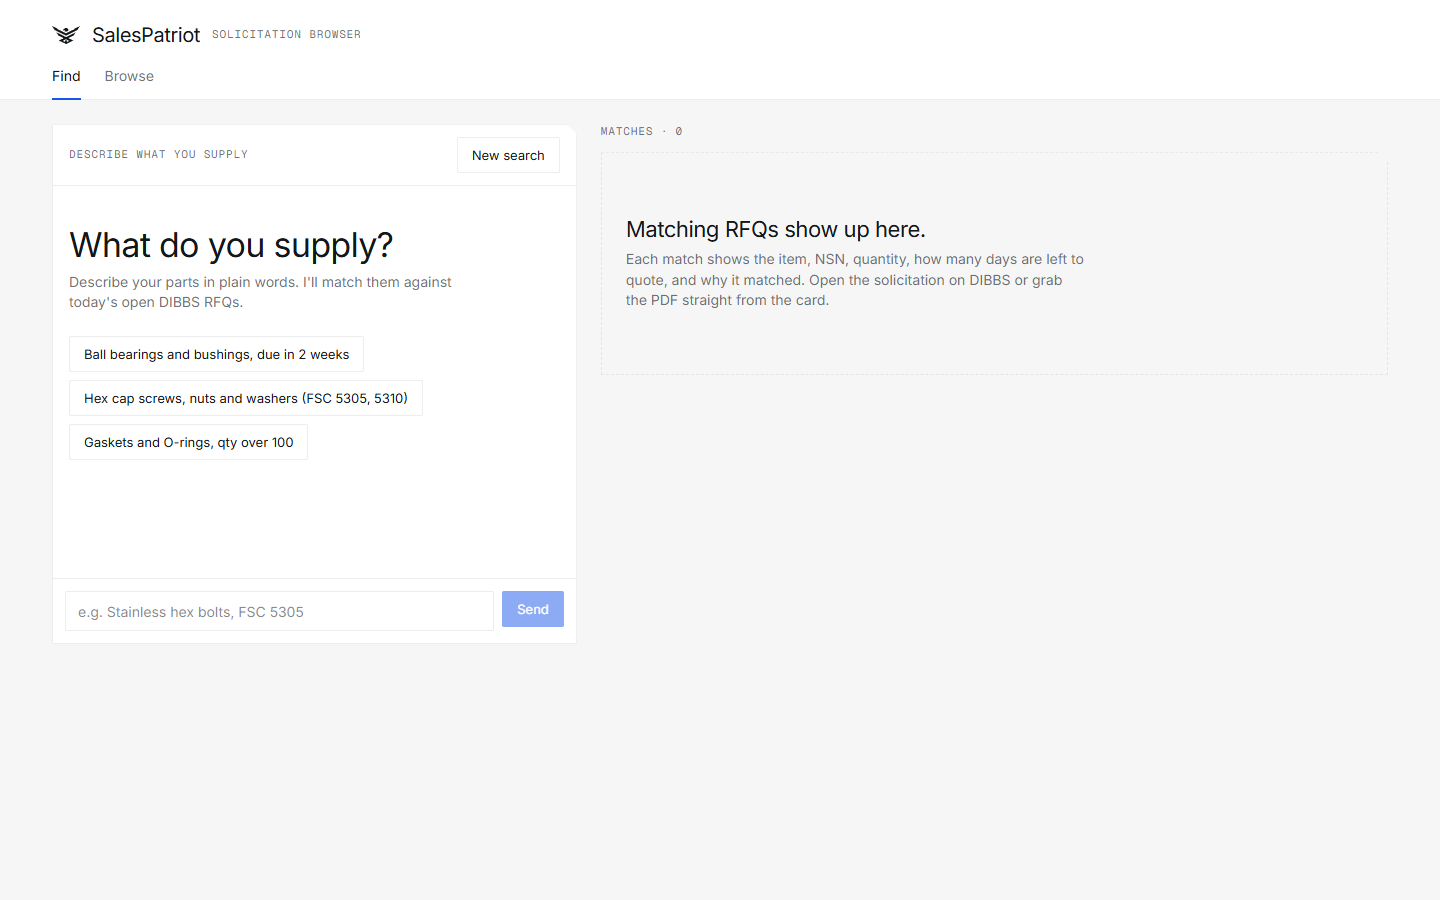 SalesPatriot SOLICITATION BROWSER
Find Browse
DESCRIBE WHAT YOU SUPPLY
New search
What do you supply?
Describe your parts in plain words. I'll match them against
today's open DIBBS RFQs.
Ball bearings and bushings, due in 2 weeks
Hex cap screws, nuts and washers (FSC 5305, 5310)
Gaskets and O-rings, qty over 100
e.g. Stainless hex bolts, FSC 5305
Send
MATCHES · 0
Matching RFQs show up here.
Each match shows the item, NSN, quantity, how many days are left to
quote, and why it matched. Open the solicitation on DIBBS or grab
the PDF straight from the card.